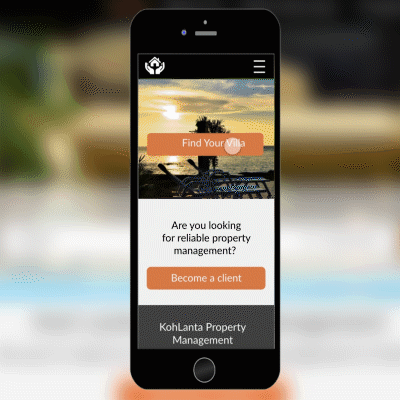 Find Your Villa
Are you looking
for reliable property
management?
Become a client
KohLanta Property
Management